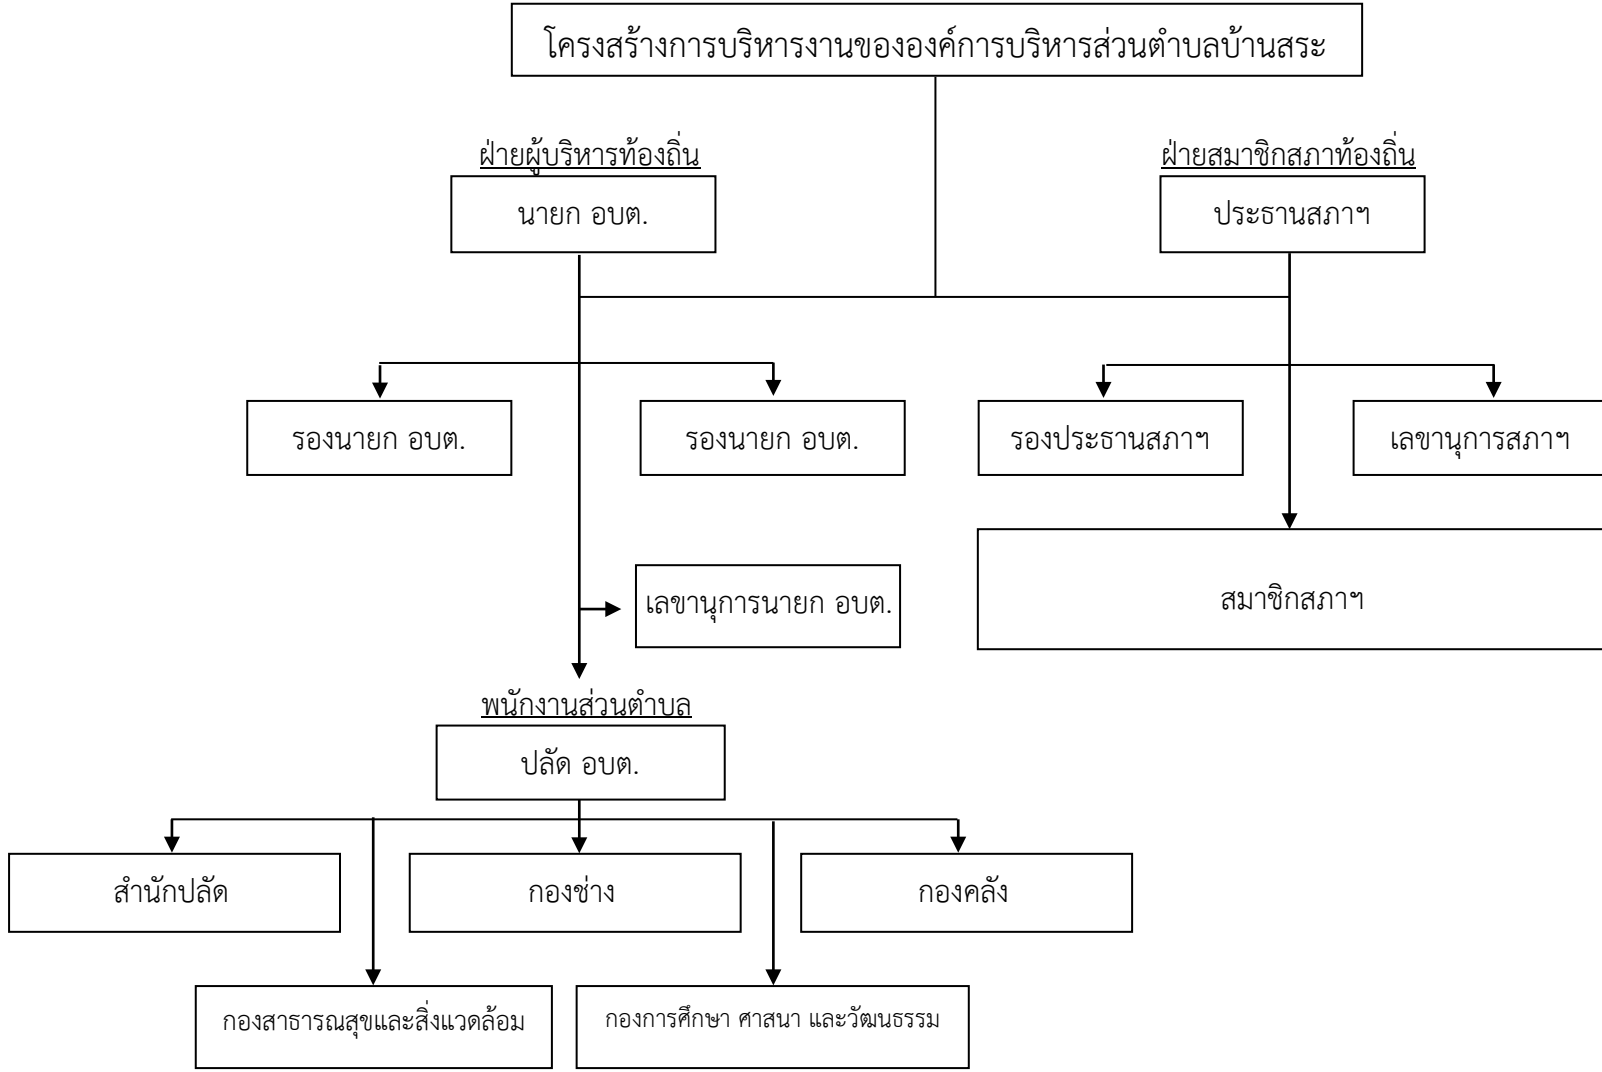 โครงสร้างการบริหารงานขององค์การบริหารส่วนตำบลบ้านสระ
ฝ่ายผู้บริหารท้องถิ่น
ฝ่ายสมาชิกสภาท้องถิ่น
นายก อบต.
ประธานสภาฯ
รองนายก อบต.
รองนายก อบต.
รองประธานสภาฯ
เลขานุการสภาฯ
เลขานุการนายก อบต.
สมาชิกสภาฯ
พนักงานส่วนตำบล
ปลัด อบต.
สำนักปลัด
กองช่าง
กองคลัง
กองสาธารณสุขและสิ่งแวดล้อม
กองการศึกษา ศาสนา และวัฒนธรรม